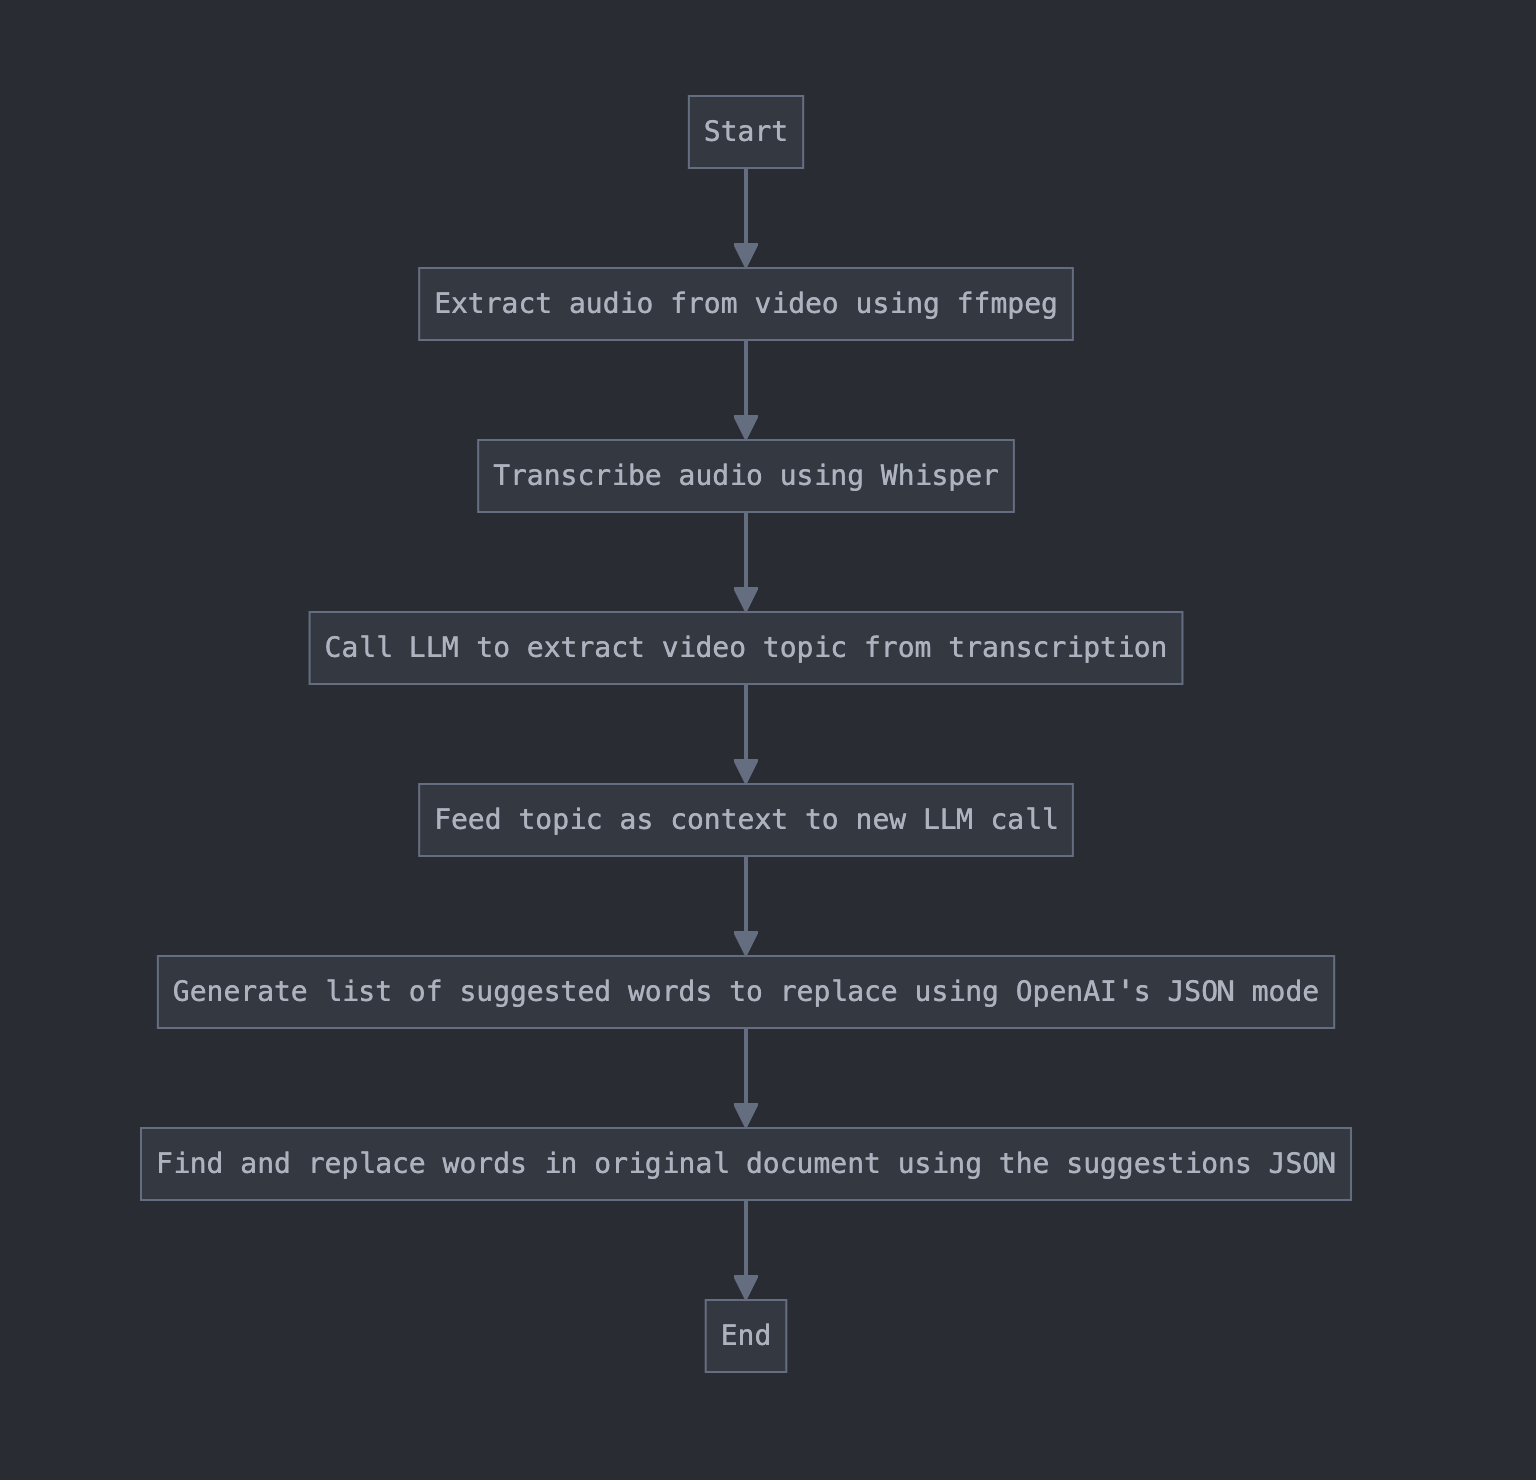 Start
Extract audio from video using ffmpeg
Transcribe audio using Whisper
Call LLM to extract video topic from transcription
Feed topic as context to new LLM call
Generate list of suggested words to replace using OpenAI's JSON mode
Find and replace words in original document using the suggestions JSON
End